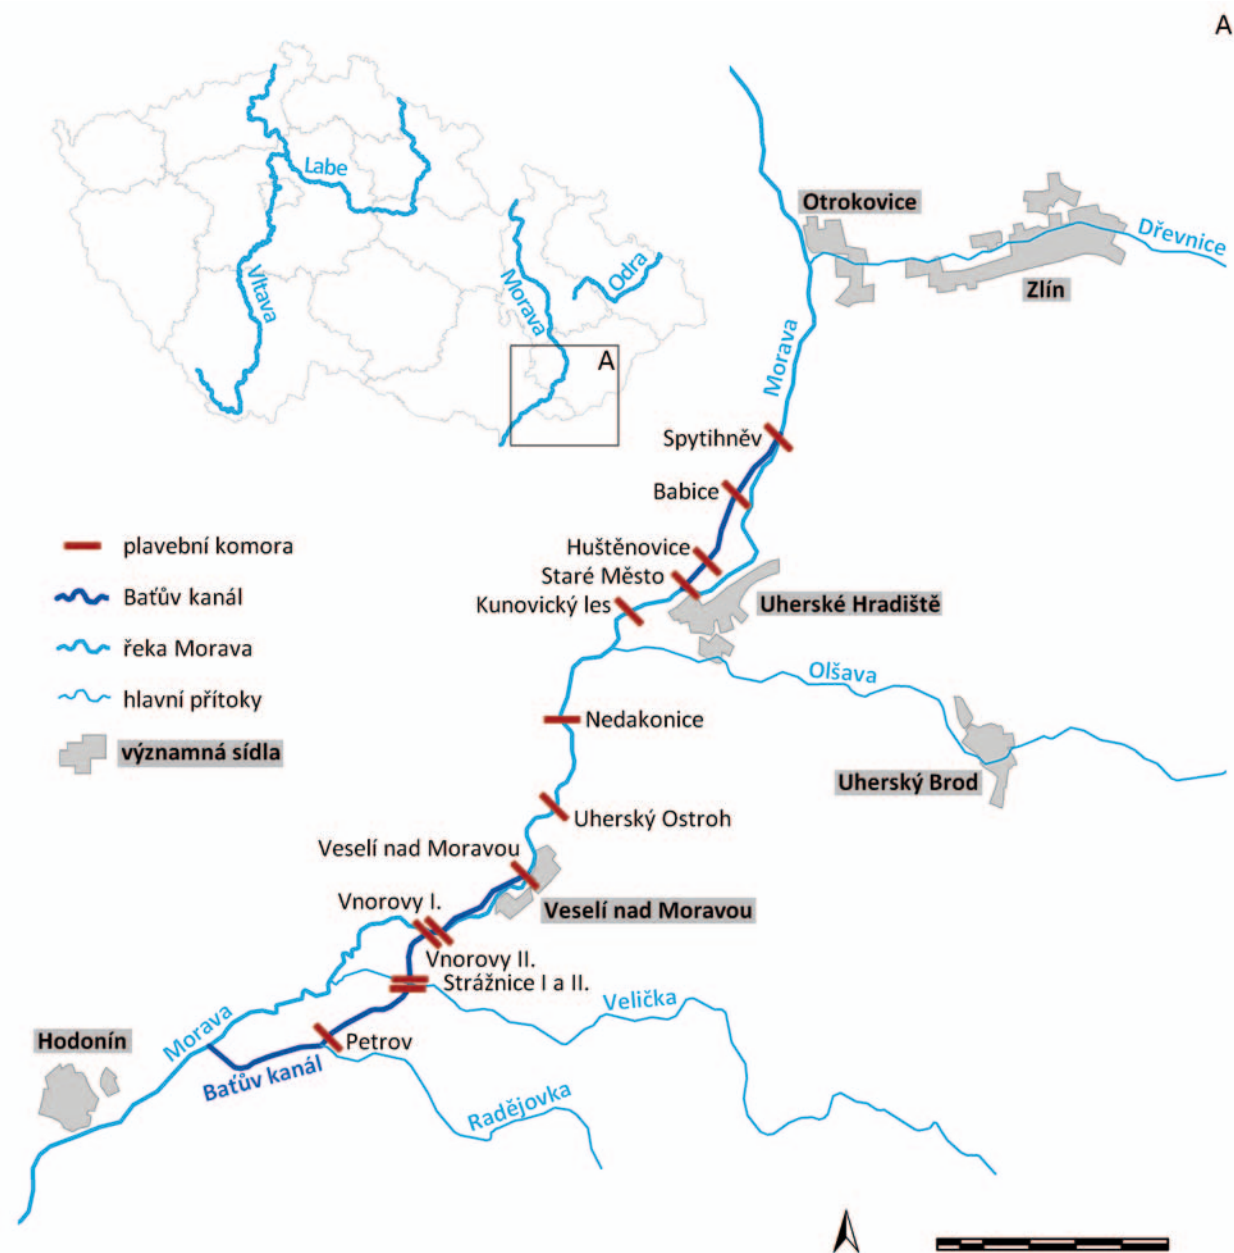 A
Labe
Vltava
Morava
Odra
A
Otrokovice
Dřevnice
Zlín
Morava
Spytihněv
Babice
Huštěnovice
Staré Město
Kunovický les
Uherské Hradiště
Olšava
Nedakonice
Uherský Brod
Uherský Ostroh
Veselí nad Moravou
Veselí nad Moravou
Vnorovy I.
Vnorovy II.
Strážnice I a II.
Velička
Morava
Hodonín
Petrov
Baťův kanál
Radějovka
plavební komora
Baťův kanál
řeka Morava
hlavní přítoky
významná sídla